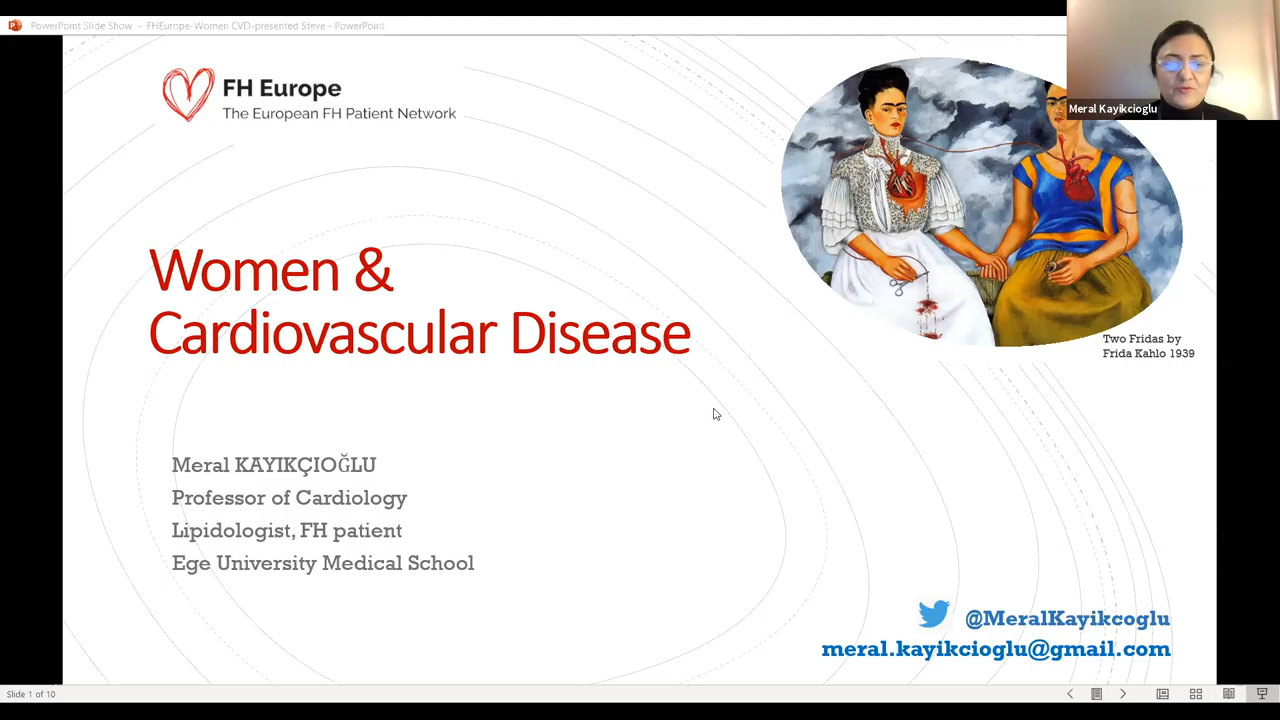 PowerPoint Slide Show - FHEurope-Women CVD-presented Steve - PowerPoint
FH Europe
The European FH Patient Network
Meral Kayikcioglu
Women &
Cardiovascular Disease
Two Fridas by
Frida Kahlo 1939
Meral KAYIKÇIOĞLU
Professor of Cardiology
Lipidologist, FH patient
Ege University Medical School
@MeralKayikcoglu
meral.kayikcioglu@gmail.com
Slide 1 of 10